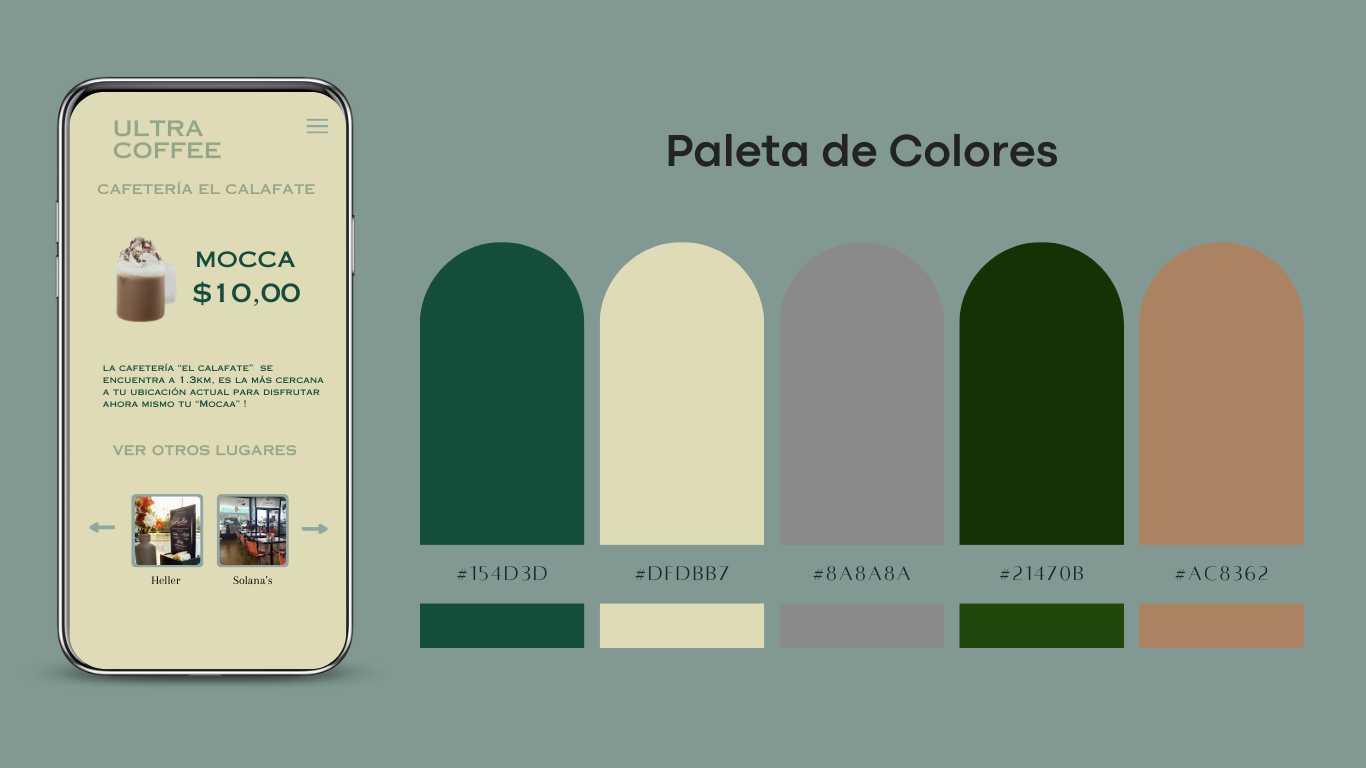 ULTRA
COFFEE
CAFETERÍA EL CALAFATE
MOCCA
$10,00
LA CAFETERÍA “EL CALAFATE” SE
ENCUENTRA A 1.3KM, ES LA MÁS CERCANA
A TU UBICACIÓN ACTUAL PARA DISFRUTAR
AHORA MISMO TU “MOCAA” !
VER OTROS LUGARES
Heller
Heller
Solana's
Paleta de Colores
#154D3D
#DFDBB7
#8A8A8A
#21470B
#AC8362